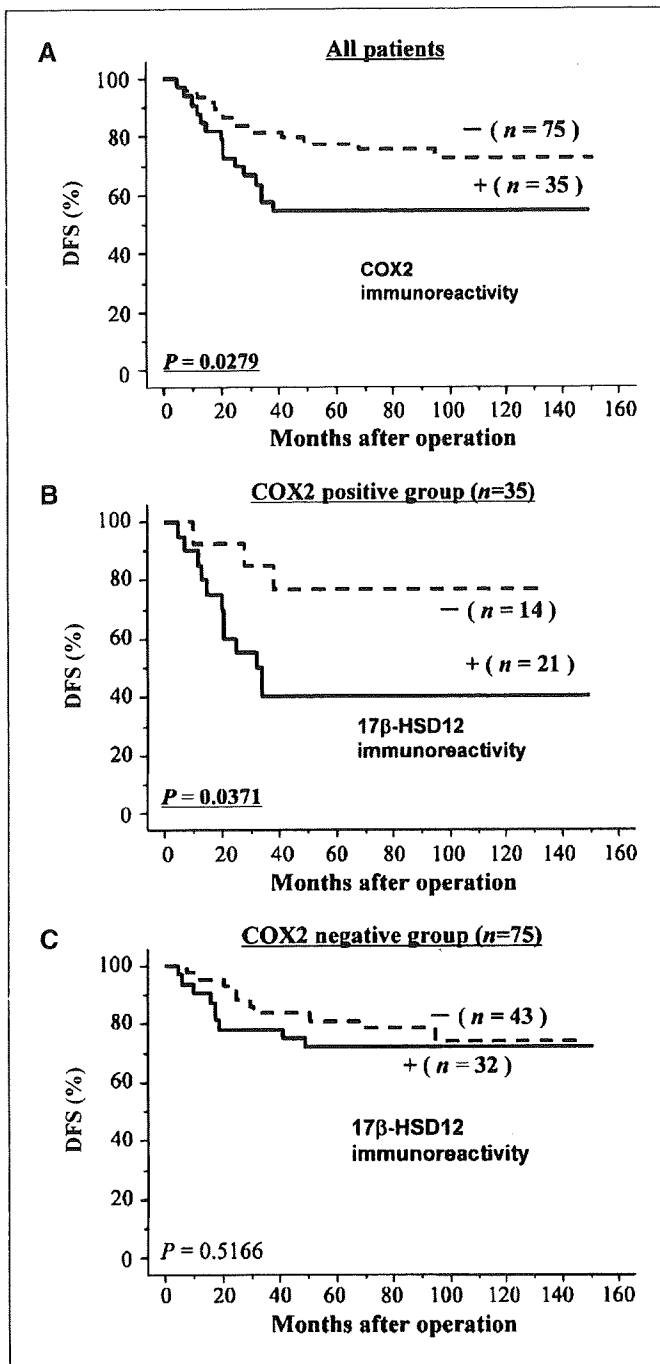 A
All patients
100
80
60
40
20
0
DFS (%)
– ( n = 75 )
+ ( n = 35 )
COX2
immunoreactivity
P = 0.0279
0 20 40 60 80 100 120 140 160
Months after operation
B
COX2 positive group (n=35)
100
80
60
40
20
0
DFS (%)
– ( n = 14 )
+ ( n = 21 )
17β-HSD12
immunoreactivity
P = 0.0371
0 20 40 60 80 100 120 140 160
Months after operation
C
COX2 negative group (n=75)
100
80
60
40
20
0
DFS (%)
– ( n = 43 )
+ ( n = 32 )
17β-HSD12
immunoreactivity
P = 0.5166
0 20 40 60 80 100 120 140 160
Months after operation